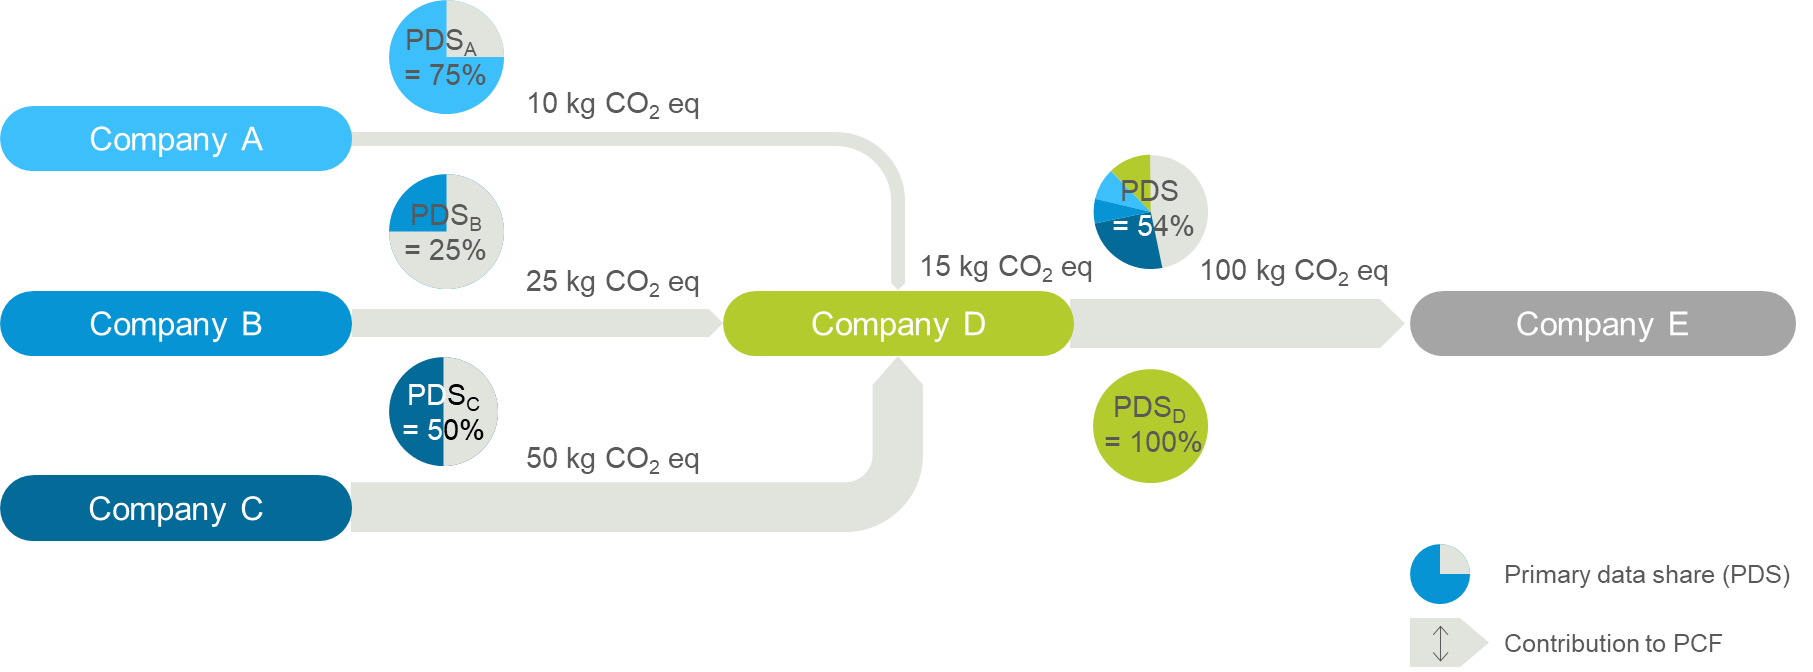 PDSA
= 75%
10 kg CO2 eq
Company A
PDSB
= 25%
25 kg CO2 eq
Company B
PDSC
= 50%
50 kg CO2 eq
Company C
15 kg CO2 eq
Company D
PDS
= 54%
100 kg CO2 eq
PDSD
= 100%
Company E
Primary data share (PDS)
Contribution to PCF